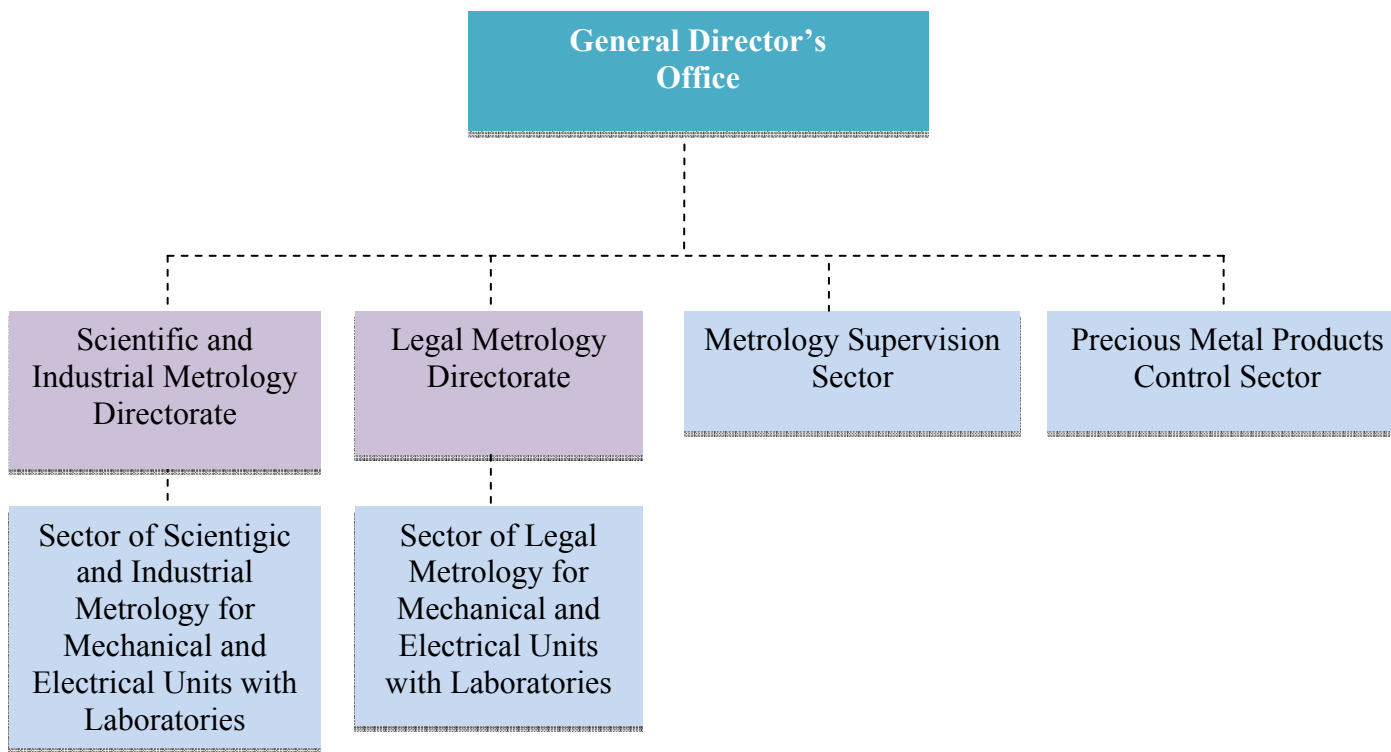 General Director’s
Office
Scientific and
Industrial Metrology
Directorate
Legal Metrology
Directorate
Metrology Supervision
Sector
Precious Metal Products
Control Sector
Sector of Scientigic
and Industrial
Metrology for
Mechanical and
Electrical Units with
Laboratories
Sector of Legal
Metrology for
Mechanical and
Electrical Units
with Laboratories